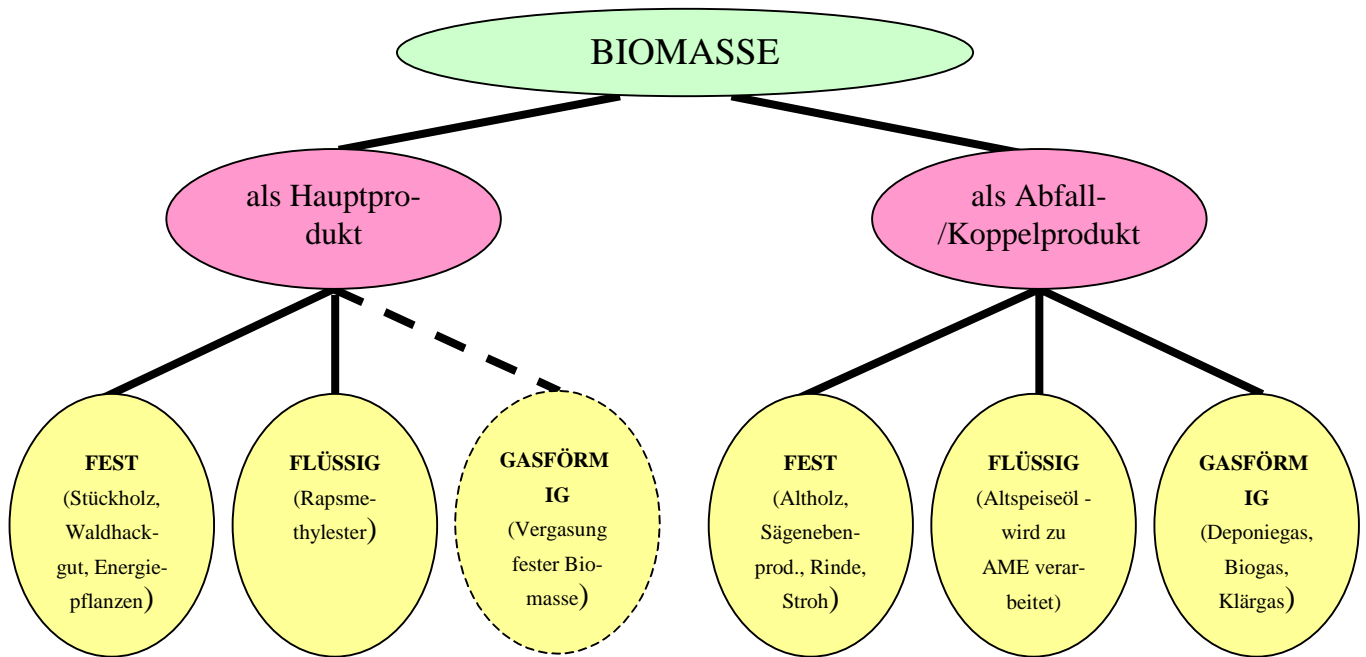 BIOMASSE
als Hauptpro-
dukt
als Abfall-
/Koppelprodukt
FEST
(Stückholz,
Waldhack-
gut, Energie-
pflanzen)
FLÜSSIG
(Rapsme-
thylester)
GASFÖRM
IG
(Vergasung
fester Bio-
masse)
FEST
(Altholz,
Sägeneben-
prod., Rinde,
Stroh)
FLÜSSIG
(Altspeiseöl -
wird zu
AME verar-
beitet)
GASFÖRM
IG
(Deponiegas,
Biogas,
Klärgas)